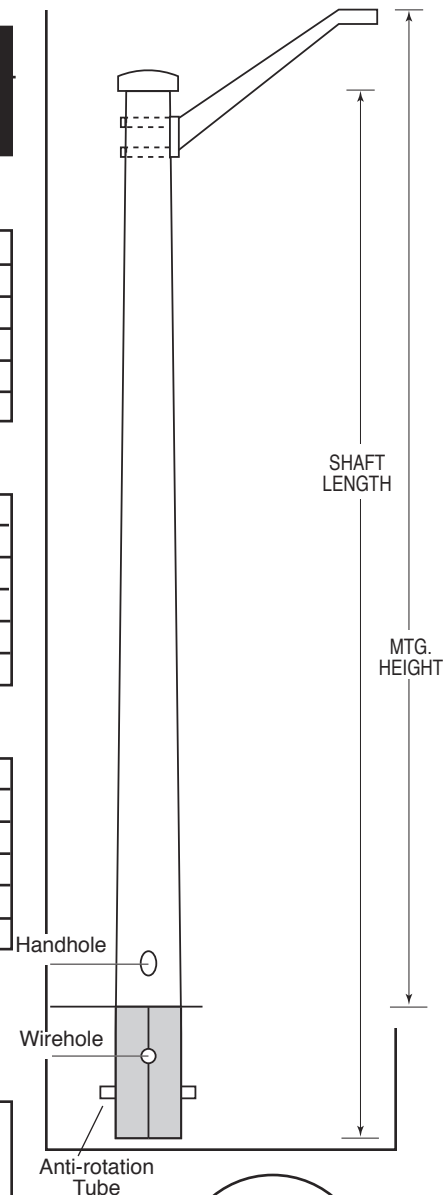 SHAFT
LENGTH
MTG.
HEIGHT
Handhole
Wirehole
Anti-rotation
Tube